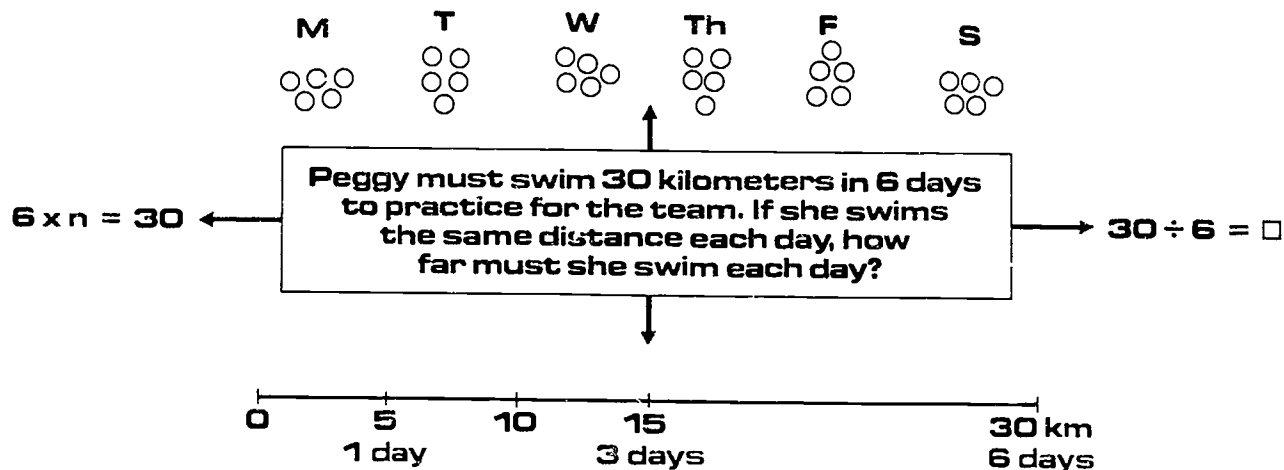 M T W Th F S
Peggy must swim 30 kilometers in 6 days
to practice for the team. If she swims
the same distance each day, how
far must she swim each day?
6 x n = 30
30 ÷ 6 = □
0 5 10 15 30 km
1 day 3 days 6 days